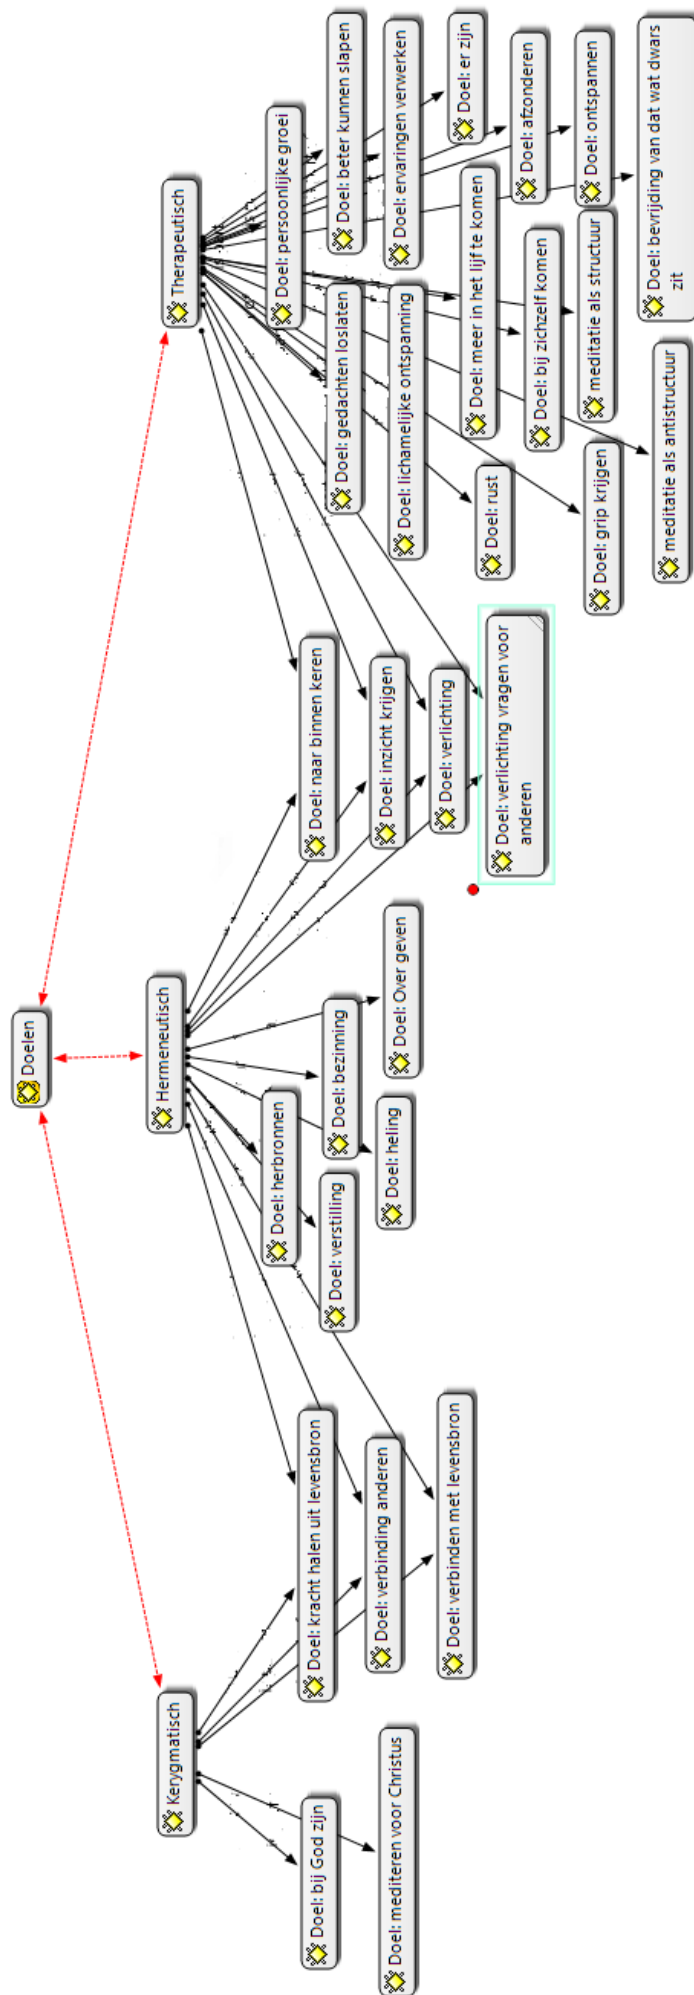 Doelen
Kerygmatisch
Hermeneutisch
Therapeutisch
Doel: bij God zijn
Doel: mediteren voor Christus
Doel: kracht halen uit levensbron
Doel: verbinding anderen
Doel: verbinden met levensbron
Doel: herbronnen
Doel: verstilling
Doel: bezinning
Doel: heling
Doel: Over geven
Doel: naar binnen keren
Doel: inzicht krijgen
Doel: verlichting
Doel: verlichting vragen voor
anderen
Doel: persoonlijke groei
Doel: gedachten loslaten
Doel: beter kunnen slapen
Doel: lichamelijke ontspanning
Doel: ervaringen verwerken
Doel: rust
Doel: meer in het lijf te komen
Doel: er zijn
Doel: bij zichzelf komen
Doel: afzonderen
Doel: grip krijgen
meditatie als structuur
Doel: ontspannen
meditatie als antistructuur
Doel: bevrijding van dat wat dwars
zit